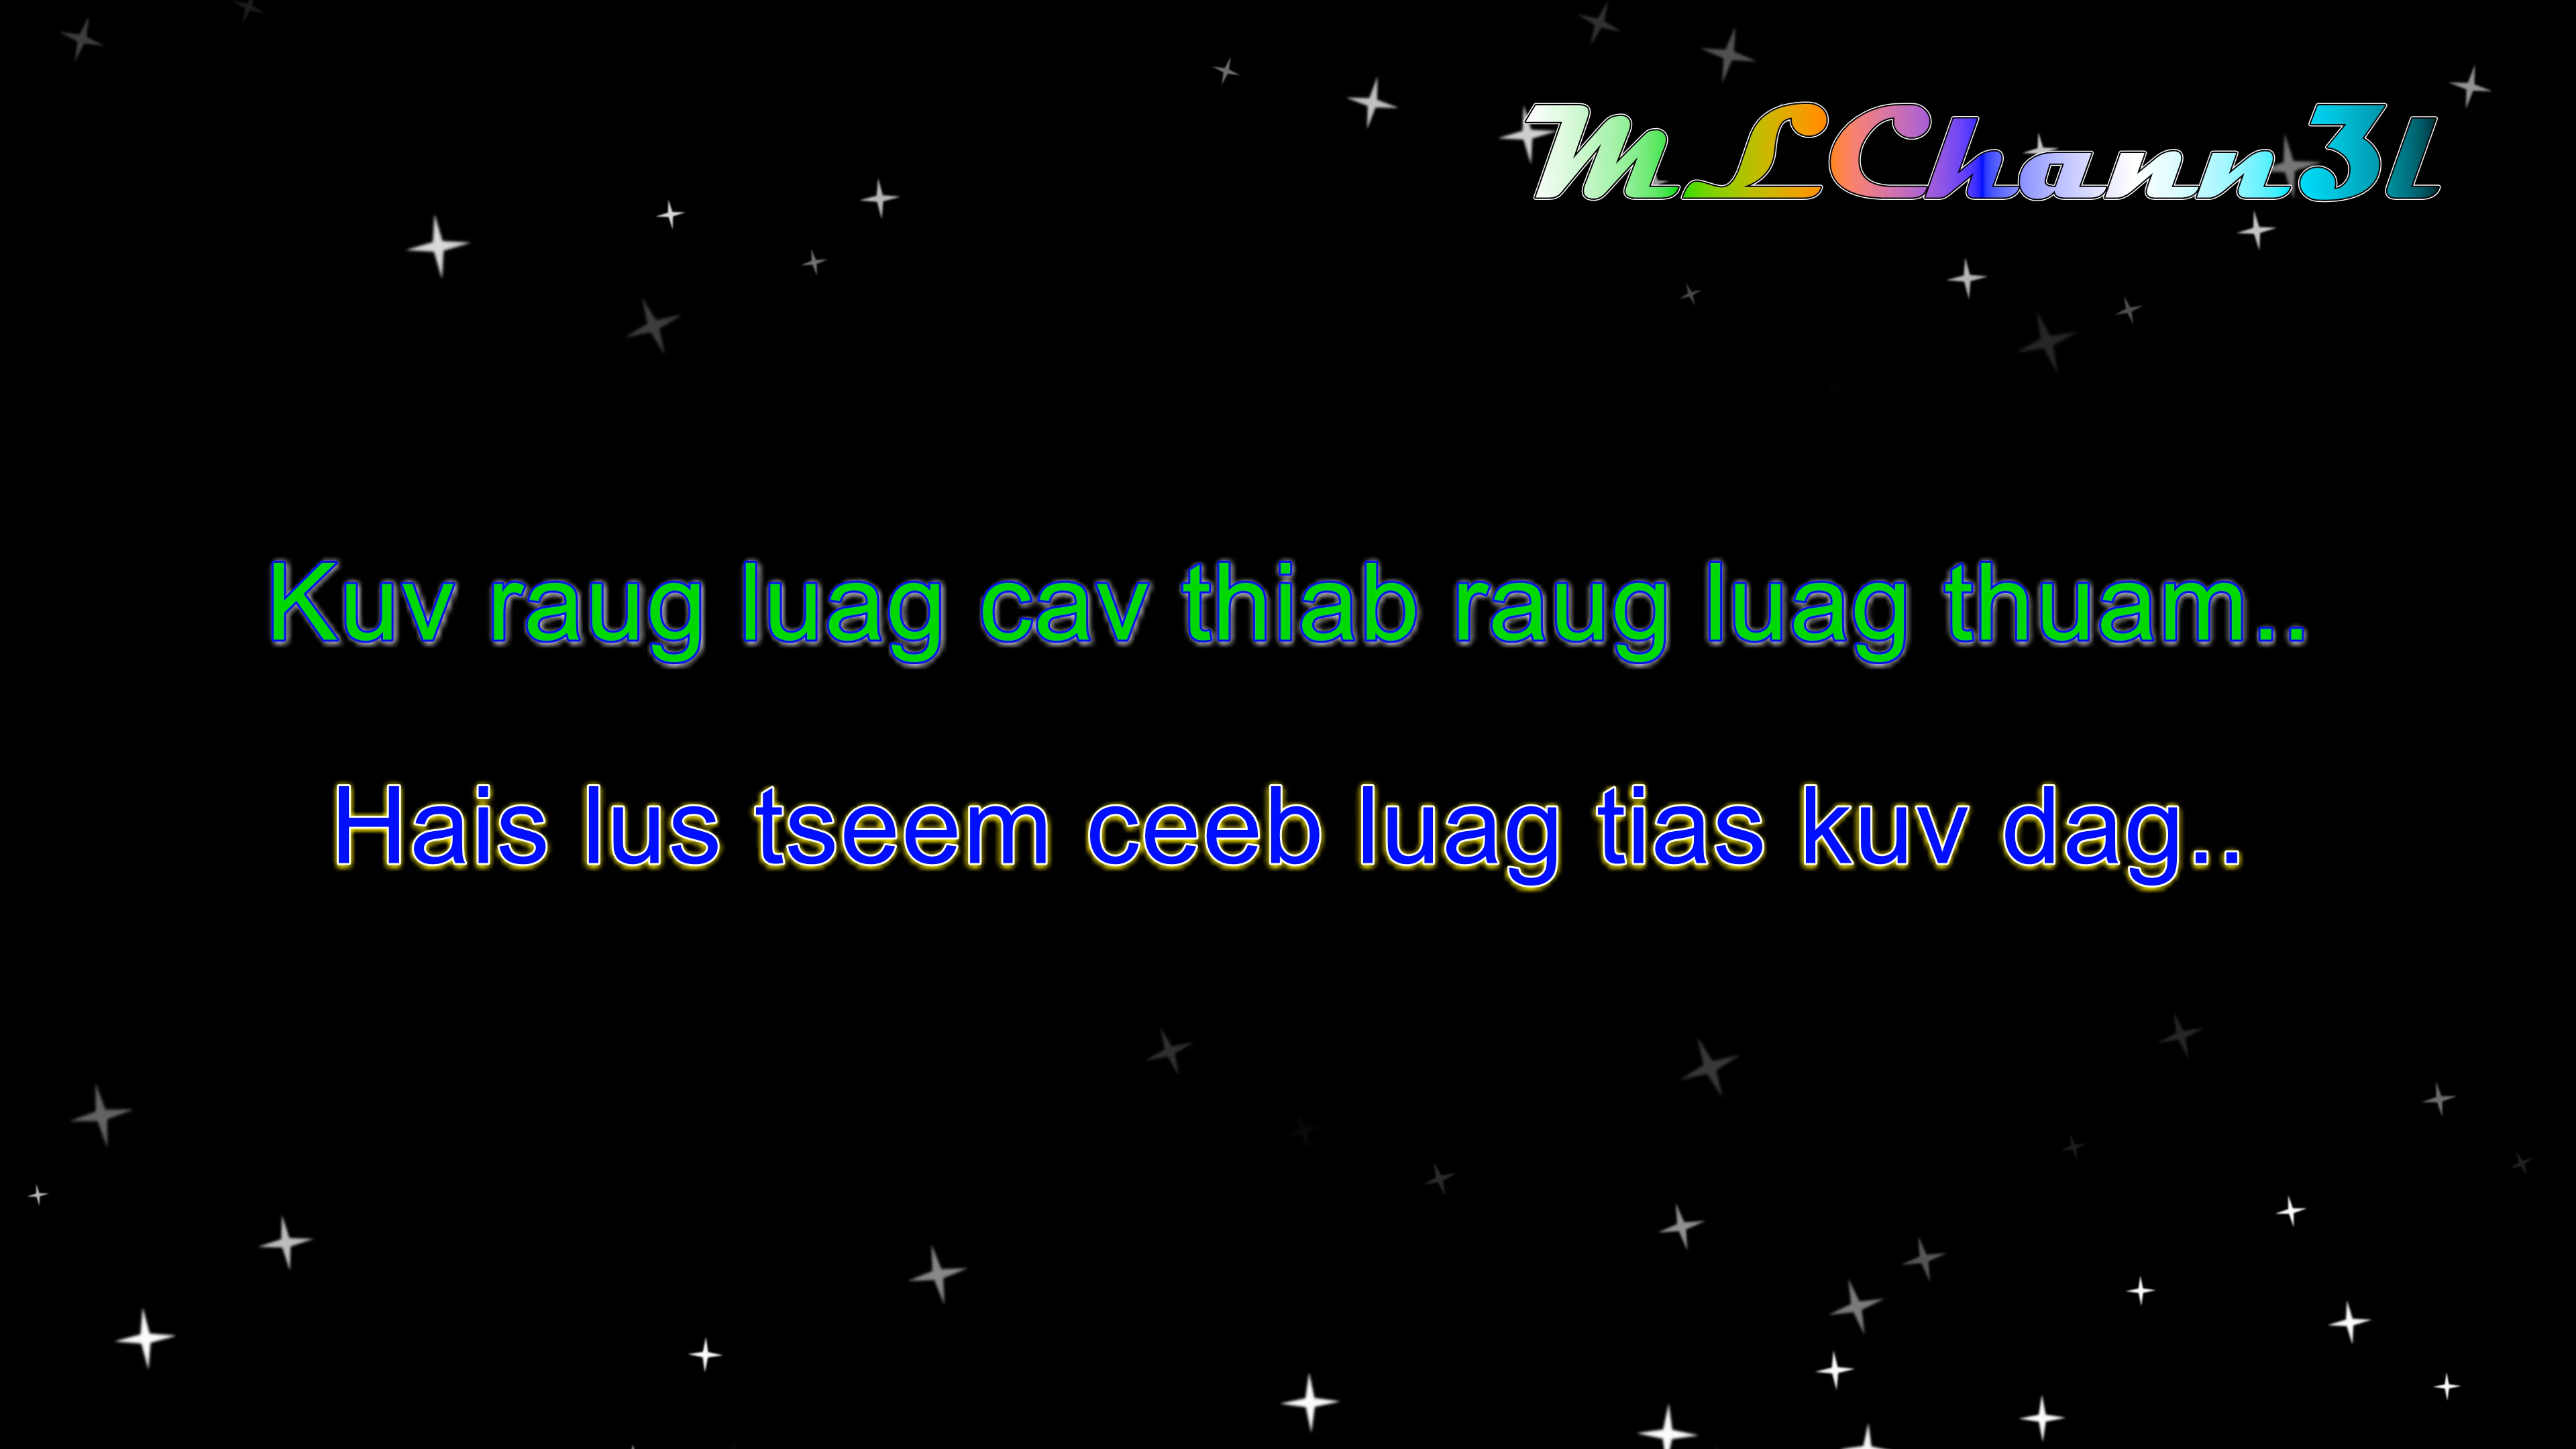 MLChann3l
Kuv raug luag cav thiab raug luag thuam..
Hais lus tseem ceeb luag tias kuv dag..